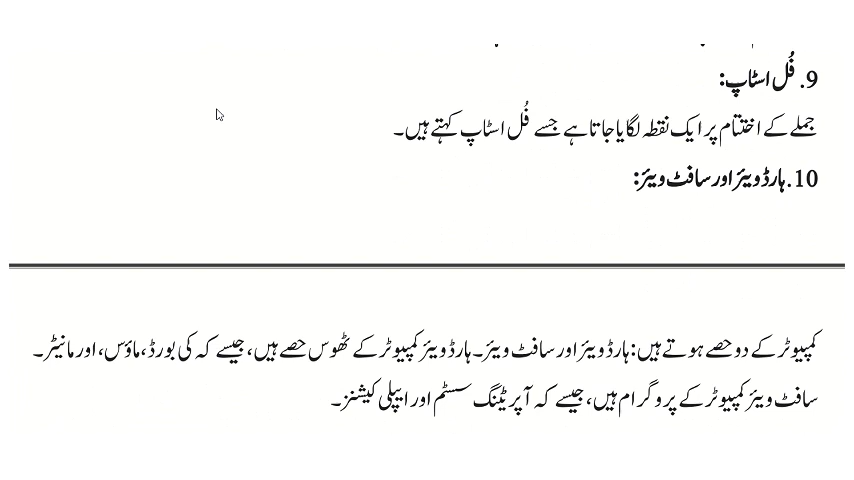 9. فُل اسٹاپ:
جملے کے اختتام پر ایک نقطہ لگایا جاتا ہے جسے فُل اسٹاپ کہتے ہیں۔
10. ہارڈ ویئر اور سافٹ ویئر:
کمپیوٹر کے دو حصے ہوتے ہیں: ہارڈ ویئر اور سافٹ ویئر۔ ہارڈ ویئر کمپیوٹر کے ٹھوس حصے ہیں، جیسے کہ کی بورڈ، ماؤس، اور مانیٹر۔
سافٹ ویئر کمپیوٹر کے پروگرام ہیں، جیسے کہ آپریٹنگ سسٹم اور ایپلی کیشنز۔